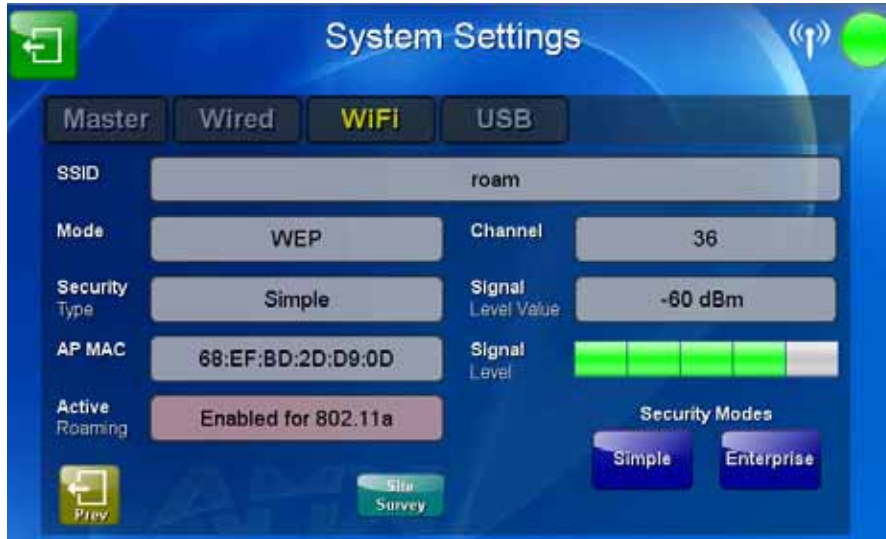 System Settings
Master Wired WiFi USB
SSID roam
Mode WEP Channel 36
Security Type Simple Signal Level Value -60 dBm
AP MAC 68:EF:BD:2D:D9:0D Signal Level
Active Roaming Enabled for 802.11a
Security Modes
Simple Enterprise
Prev
Site Survey